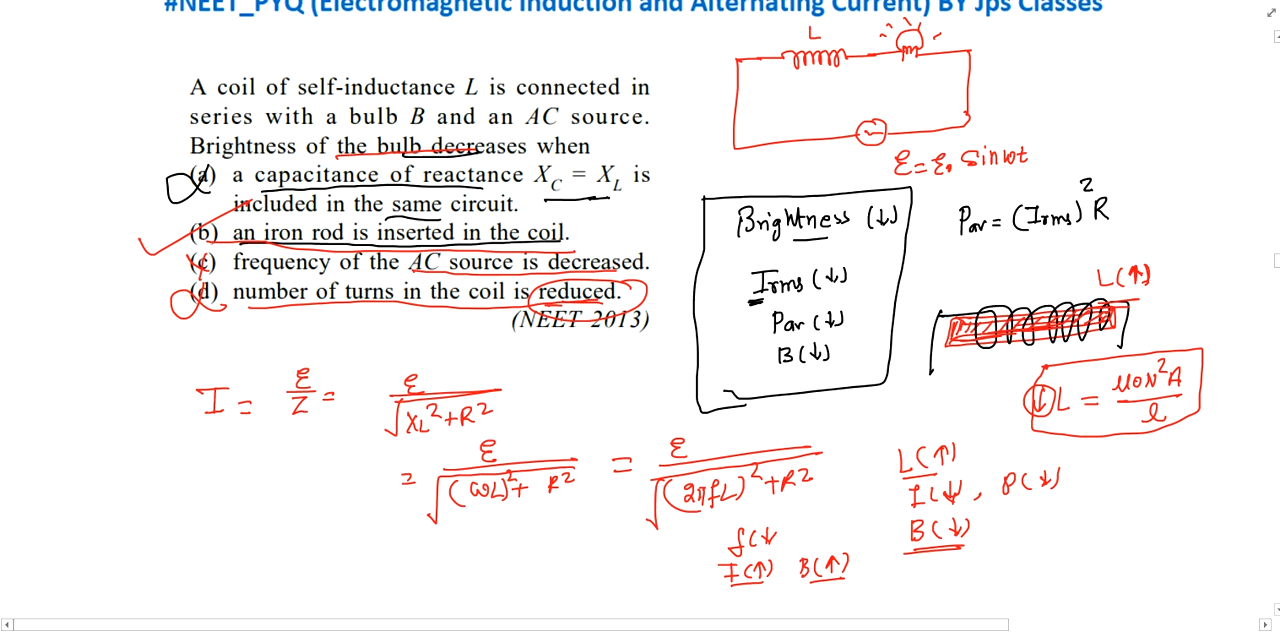 #NEET_PYQ (Electromagnetic Induction and Alternating Current) BY Jps Classes
A coil of self-inductance L is connected in
series with a bulb B and an AC source.
Brightness of the bulb decreases when
(a) a capacitance of reactance X_C = X_L is
included in the same circuit.
(b) an iron rod is inserted in the coil.
(c) frequency of the AC source is decreased.
(d) number of turns in the coil is reduced.
(NEET 2013)
L
ε = ε₀ Sinωt
Brightness (↓)
Irms (↓)
Pav (↓)
B (↓)
Pav = (Irms)² R
L(↑)
(↓) L = μ0N²A / l
I = ε/Z = ε/√(XL² + R²)
= ε/√((ωL)² + R²) = ε/√((2πfL)² + R²)
L(↑)
I(↓, P(↓)
B(↓)
f(↓
I(↑) B(↑)